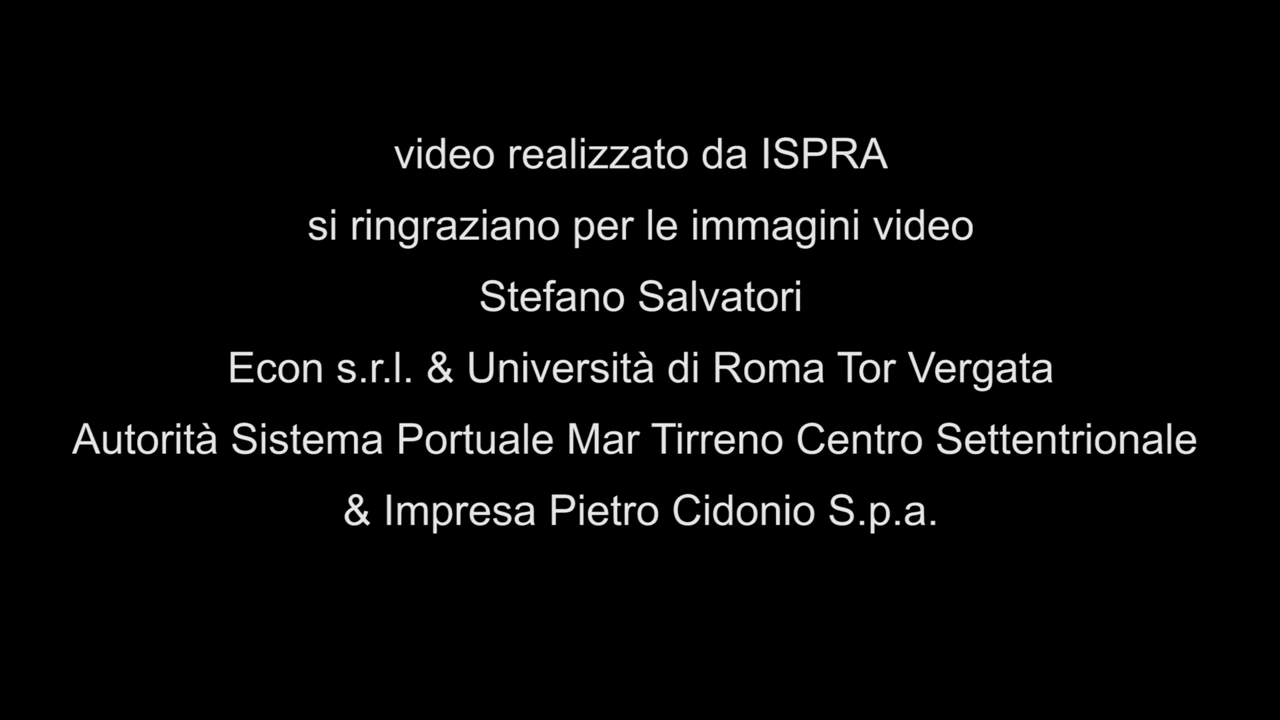 video realizzato da ISPRA
si ringraziano per le immagini video
Stefano Salvatori
Econ s.r.l. & Università di Roma Tor Vergata
Autorità Sistema Portuale Mar Tirreno Centro Settentrionale
& Impresa Pietro Cidonio S.p.a.